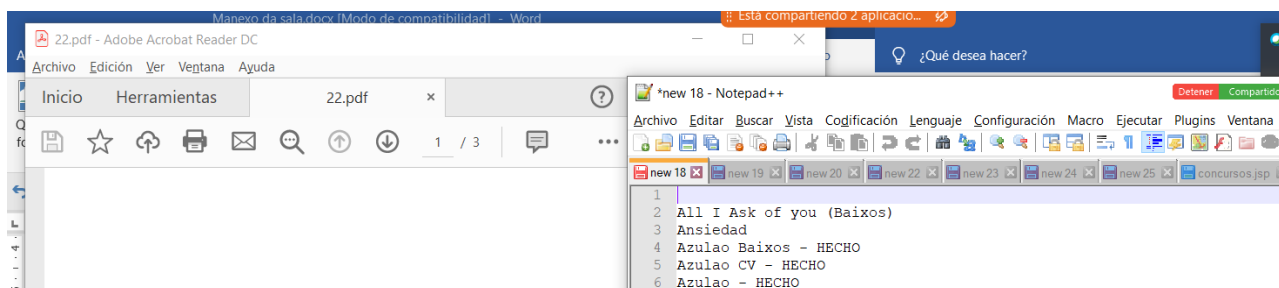 Manexo da sala.docx [Modo de compatibilidad] - Word
Está compartiendo 2 aplicacio...
22.pdf - Adobe Acrobat Reader DC
¿Qué desea hacer?
Archivo Edición Ver Ventana Ayuda
Inicio Herramientas 22.pdf ×
1 / 3
*new 18 - Notepad++
Detener Compartido
Archivo Editar Buscar Vista Codificación Lenguaje Configuración Macro Ejecutar Plugins Ventana
new 18 new 19 new 20 new 22 new 23 new 24 new 25 concursos.jsp
1
2 All I Ask of you (Baixos)
3 Ansiedad
4 Azulao Baixos - HECHO
5 Azulao CV - HECHO
6 Azulao - HECHO